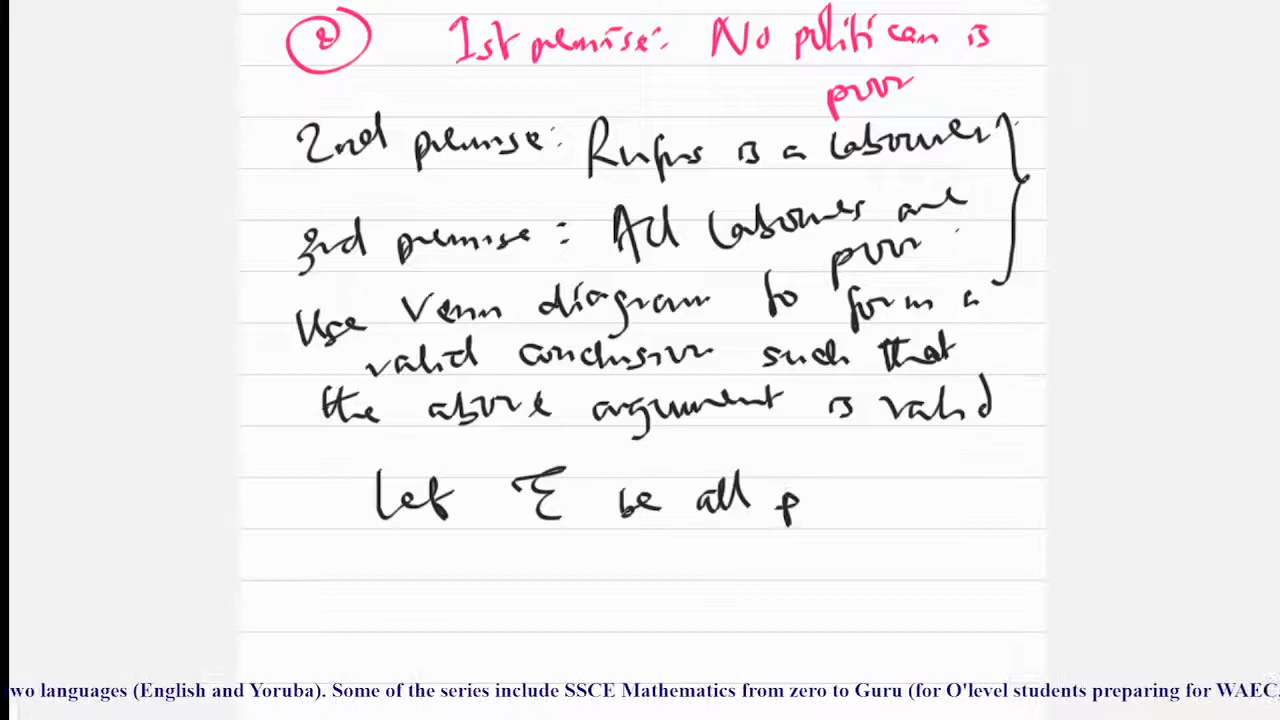 ② 1st premise: No politican is
poor
2nd premise: Rufus is a labourer
3rd premise: All labourers are
poor.
Use Venn diagram to form a
valid conclusion such that
the above argument is valid
Let Ɛ be all p
two languages (English and Yoruba). Some of the series include SSCE Mathematics from zero to Guru (for O'level students preparing for WAEC,